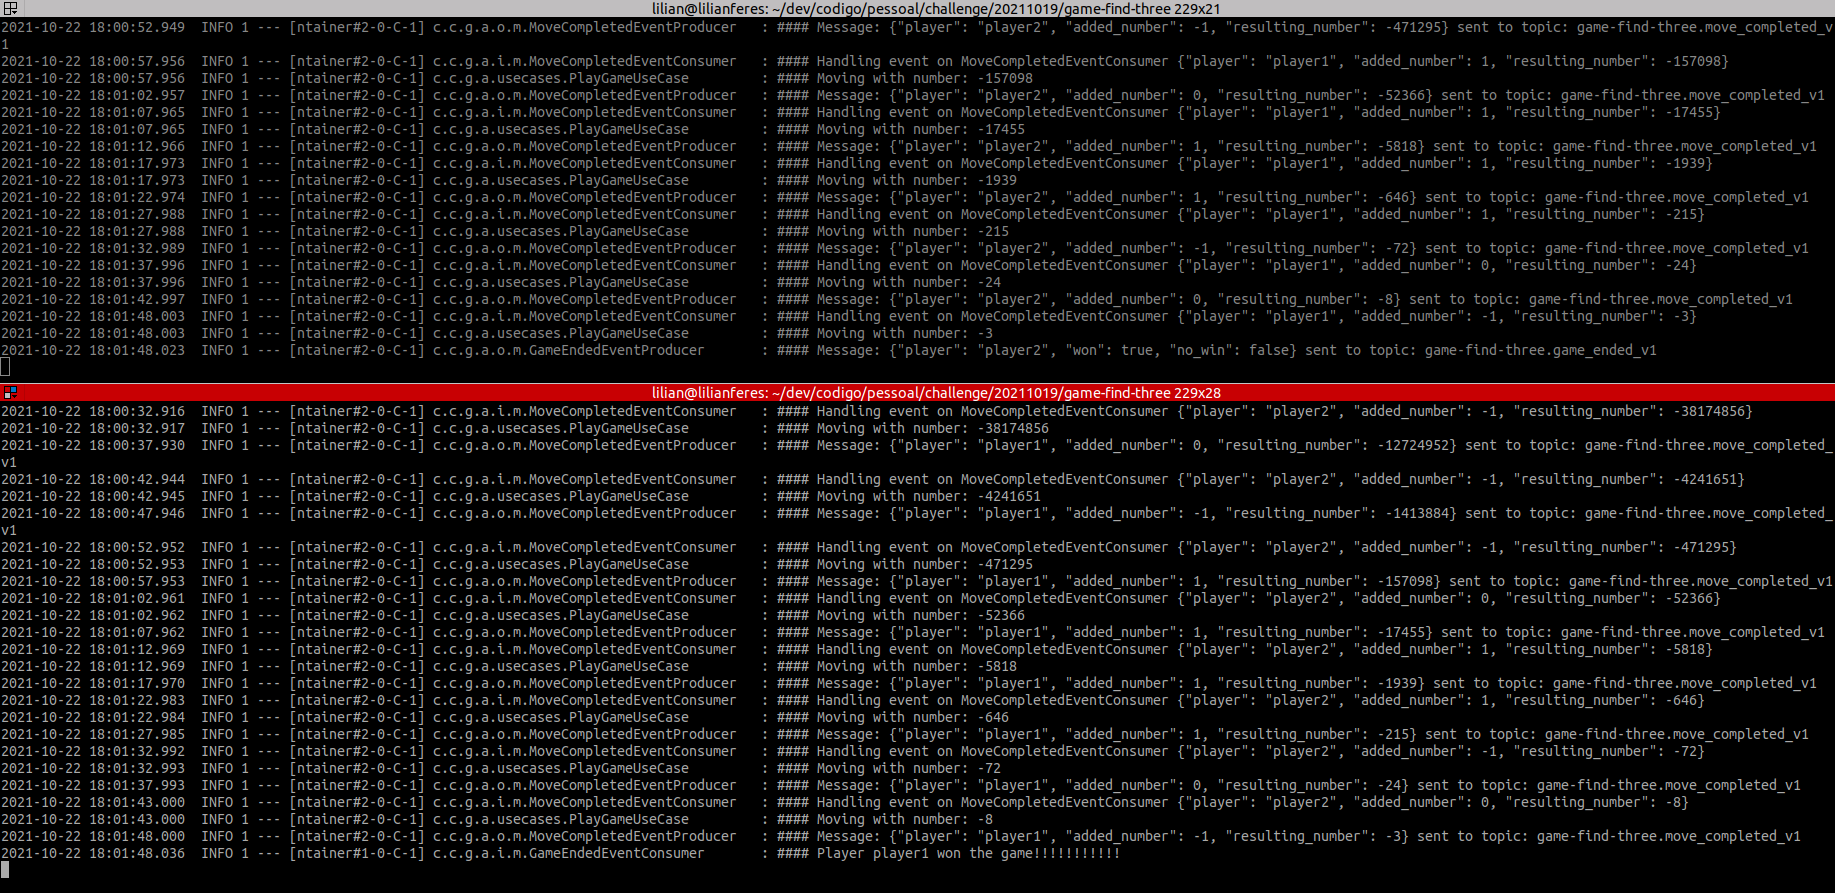 lilian@lilianferes: ~/dev/codigo/pessoal/challenge/20211019/game-find-three 229x21
2021-10-22 18:00:52.949  INFO 1 --- [ntainer#2-0-C-1] c.c.g.a.o.m.MoveCompletedEventProducer   : #### Message: {"player": "player2", "added_number": -1, "resulting_number": -471295} sent to topic: game-find-three.move_completed_v
1
2021-10-22 18:00:57.956  INFO 1 --- [ntainer#2-0-C-1] c.c.g.a.i.m.MoveCompletedEventConsumer   : #### Handling event on MoveCompletedEventConsumer {"player": "player1", "added_number": 1, "resulting_number": -157098}
2021-10-22 18:00:57.956  INFO 1 --- [ntainer#2-0-C-1] c.c.g.a.usecases.PlayGameUseCase         : #### Moving with number: -157098
2021-10-22 18:01:02.957  INFO 1 --- [ntainer#2-0-C-1] c.c.g.a.o.m.MoveCompletedEventProducer   : #### Message: {"player": "player2", "added_number": 0, "resulting_number": -52366} sent to topic: game-find-three.move_completed_v1
2021-10-22 18:01:07.965  INFO 1 --- [ntainer#2-0-C-1] c.c.g.a.i.m.MoveCompletedEventConsumer   : #### Handling event on MoveCompletedEventConsumer {"player": "player1", "added_number": 1, "resulting_number": -17455}
2021-10-22 18:01:07.965  INFO 1 --- [ntainer#2-0-C-1] c.c.g.a.usecases.PlayGameUseCase         : #### Moving with number: -17455
2021-10-22 18:01:12.966  INFO 1 --- [ntainer#2-0-C-1] c.c.g.a.o.m.MoveCompletedEventProducer   : #### Message: {"player": "player2", "added_number": 1, "resulting_number": -5818} sent to topic: game-find-three.move_completed_v1
2021-10-22 18:01:17.973  INFO 1 --- [ntainer#2-0-C-1] c.c.g.a.i.m.MoveCompletedEventConsumer   : #### Handling event on MoveCompletedEventConsumer {"player": "player1", "added_number": 1, "resulting_number": -1939}
2021-10-22 18:01:17.973  INFO 1 --- [ntainer#2-0-C-1] c.c.g.a.usecases.PlayGameUseCase         : #### Moving with number: -1939
2021-10-22 18:01:22.974  INFO 1 --- [ntainer#2-0-C-1] c.c.g.a.o.m.MoveCompletedEventProducer   : #### Message: {"player": "player2", "added_number": 1, "resulting_number": -646} sent to topic: game-find-three.move_completed_v1
2021-10-22 18:01:27.988  INFO 1 --- [ntainer#2-0-C-1] c.c.g.a.i.m.MoveCompletedEventConsumer   : #### Handling event on MoveCompletedEventConsumer {"player": "player1", "added_number": 1, "resulting_number": -215}
2021-10-22 18:01:27.988  INFO 1 --- [ntainer#2-0-C-1] c.c.g.a.usecases.PlayGameUseCase         : #### Moving with number: -215
2021-10-22 18:01:32.989  INFO 1 --- [ntainer#2-0-C-1] c.c.g.a.o.m.MoveCompletedEventProducer   : #### Message: {"player": "player2", "added_number": -1, "resulting_number": -72} sent to topic: game-find-three.move_completed_v1
2021-10-22 18:01:37.996  INFO 1 --- [ntainer#2-0-C-1] c.c.g.a.i.m.MoveCompletedEventConsumer   : #### Handling event on MoveCompletedEventConsumer {"player": "player1", "added_number": 0, "resulting_number": -24}
2021-10-22 18:01:37.996  INFO 1 --- [ntainer#2-0-C-1] c.c.g.a.usecases.PlayGameUseCase         : #### Moving with number: -24
2021-10-22 18:01:42.997  INFO 1 --- [ntainer#2-0-C-1] c.c.g.a.o.m.MoveCompletedEventProducer   : #### Message: {"player": "player2", "added_number": 0, "resulting_number": -8} sent to topic: game-find-three.move_completed_v1
2021-10-22 18:01:48.003  INFO 1 --- [ntainer#2-0-C-1] c.c.g.a.i.m.MoveCompletedEventConsumer   : #### Handling event on MoveCompletedEventConsumer {"player": "player1", "added_number": -1, "resulting_number": -3}
2021-10-22 18:01:48.003  INFO 1 --- [ntainer#2-0-C-1] c.c.g.a.usecases.PlayGameUseCase         : #### Moving with number: -3
2021-10-22 18:01:48.023  INFO 1 --- [ntainer#2-0-C-1] c.c.g.a.o.m.GameEndedEventProducer       : #### Message: {"player": "player2", "won": true, "no_win": false} sent to topic: game-find-three.game_ended_v1
lilian@lilianferes: ~/dev/codigo/pessoal/challenge/20211019/game-find-three 229x28
2021-10-22 18:00:32.916  INFO 1 --- [ntainer#2-0-C-1] c.c.g.a.i.m.MoveCompletedEventConsumer   : #### Handling event on MoveCompletedEventConsumer {"player": "player2", "added_number": -1, "resulting_number": -38174856}
2021-10-22 18:00:32.917  INFO 1 --- [ntainer#2-0-C-1] c.c.g.a.usecases.PlayGameUseCase         : #### Moving with number: -38174856
2021-10-22 18:00:37.930  INFO 1 --- [ntainer#2-0-C-1] c.c.g.a.o.m.MoveCompletedEventProducer   : #### Message: {"player": "player1", "added_number": 0, "resulting_number": -12724952} sent to topic: game-find-three.move_completed_
v1
2021-10-22 18:00:42.944  INFO 1 --- [ntainer#2-0-C-1] c.c.g.a.i.m.MoveCompletedEventConsumer   : #### Handling event on MoveCompletedEventConsumer {"player": "player2", "added_number": -1, "resulting_number": -4241651}
2021-10-22 18:00:42.945  INFO 1 --- [ntainer#2-0-C-1] c.c.g.a.usecases.PlayGameUseCase         : #### Moving with number: -4241651
2021-10-22 18:00:47.946  INFO 1 --- [ntainer#2-0-C-1] c.c.g.a.o.m.MoveCompletedEventProducer   : #### Message: {"player": "player1", "added_number": -1, "resulting_number": -1413884} sent to topic: game-find-three.move_completed_
v1
2021-10-22 18:00:52.952  INFO 1 --- [ntainer#2-0-C-1] c.c.g.a.i.m.MoveCompletedEventConsumer   : #### Handling event on MoveCompletedEventConsumer {"player": "player2", "added_number": -1, "resulting_number": -471295}
2021-10-22 18:00:52.953  INFO 1 --- [ntainer#2-0-C-1] c.c.g.a.usecases.PlayGameUseCase         : #### Moving with number: -471295
2021-10-22 18:00:57.953  INFO 1 --- [ntainer#2-0-C-1] c.c.g.a.o.m.MoveCompletedEventProducer   : #### Message: {"player": "player1", "added_number": 1, "resulting_number": -157098} sent to topic: game-find-three.move_completed_v1
2021-10-22 18:01:02.961  INFO 1 --- [ntainer#2-0-C-1] c.c.g.a.i.m.MoveCompletedEventConsumer   : #### Handling event on MoveCompletedEventConsumer {"player": "player2", "added_number": 0, "resulting_number": -52366}
2021-10-22 18:01:02.962  INFO 1 --- [ntainer#2-0-C-1] c.c.g.a.usecases.PlayGameUseCase         : #### Moving with number: -52366
2021-10-22 18:01:07.962  INFO 1 --- [ntainer#2-0-C-1] c.c.g.a.o.m.MoveCompletedEventProducer   : #### Message: {"player": "player1", "added_number": 1, "resulting_number": -17455} sent to topic: game-find-three.move_completed_v1
2021-10-22 18:01:12.969  INFO 1 --- [ntainer#2-0-C-1] c.c.g.a.i.m.MoveCompletedEventConsumer   : #### Handling event on MoveCompletedEventConsumer {"player": "player2", "added_number": 1, "resulting_number": -5818}
2021-10-22 18:01:12.969  INFO 1 --- [ntainer#2-0-C-1] c.c.g.a.usecases.PlayGameUseCase         : #### Moving with number: -5818
2021-10-22 18:01:17.970  INFO 1 --- [ntainer#2-0-C-1] c.c.g.a.o.m.MoveCompletedEventProducer   : #### Message: {"player": "player1", "added_number": 1, "resulting_number": -1939} sent to topic: game-find-three.move_completed_v1
2021-10-22 18:01:22.983  INFO 1 --- [ntainer#2-0-C-1] c.c.g.a.i.m.MoveCompletedEventConsumer   : #### Handling event on MoveCompletedEventConsumer {"player": "player2", "added_number": 1, "resulting_number": -646}
2021-10-22 18:01:22.984  INFO 1 --- [ntainer#2-0-C-1] c.c.g.a.usecases.PlayGameUseCase         : #### Moving with number: -646
2021-10-22 18:01:27.985  INFO 1 --- [ntainer#2-0-C-1] c.c.g.a.o.m.MoveCompletedEventProducer   : #### Message: {"player": "player1", "added_number": 1, "resulting_number": -215} sent to topic: game-find-three.move_completed_v1
2021-10-22 18:01:32.992  INFO 1 --- [ntainer#2-0-C-1] c.c.g.a.i.m.MoveCompletedEventConsumer   : #### Handling event on MoveCompletedEventConsumer {"player": "player2", "added_number": -1, "resulting_number": -72}
2021-10-22 18:01:32.993  INFO 1 --- [ntainer#2-0-C-1] c.c.g.a.usecases.PlayGameUseCase         : #### Moving with number: -72
2021-10-22 18:01:37.993  INFO 1 --- [ntainer#2-0-C-1] c.c.g.a.o.m.MoveCompletedEventProducer   : #### Message: {"player": "player1", "added_number": 0, "resulting_number": -24} sent to topic: game-find-three.move_completed_v1
2021-10-22 18:01:43.000  INFO 1 --- [ntainer#2-0-C-1] c.c.g.a.i.m.MoveCompletedEventConsumer   : #### Handling event on MoveCompletedEventConsumer {"player": "player2", "added_number": 0, "resulting_number": -8}
2021-10-22 18:01:43.000  INFO 1 --- [ntainer#2-0-C-1] c.c.g.a.usecases.PlayGameUseCase         : #### Moving with number: -8
2021-10-22 18:01:48.000  INFO 1 --- [ntainer#2-0-C-1] c.c.g.a.o.m.MoveCompletedEventProducer   : #### Message: {"player": "player1", "added_number": -1, "resulting_number": -3} sent to topic: game-find-three.move_completed_v1
2021-10-22 18:01:48.036  INFO 1 --- [ntainer#1-0-C-1] c.c.g.a.i.m.GameEndedEventConsumer       : #### Player player1 won the game!!!!!!!!!!!